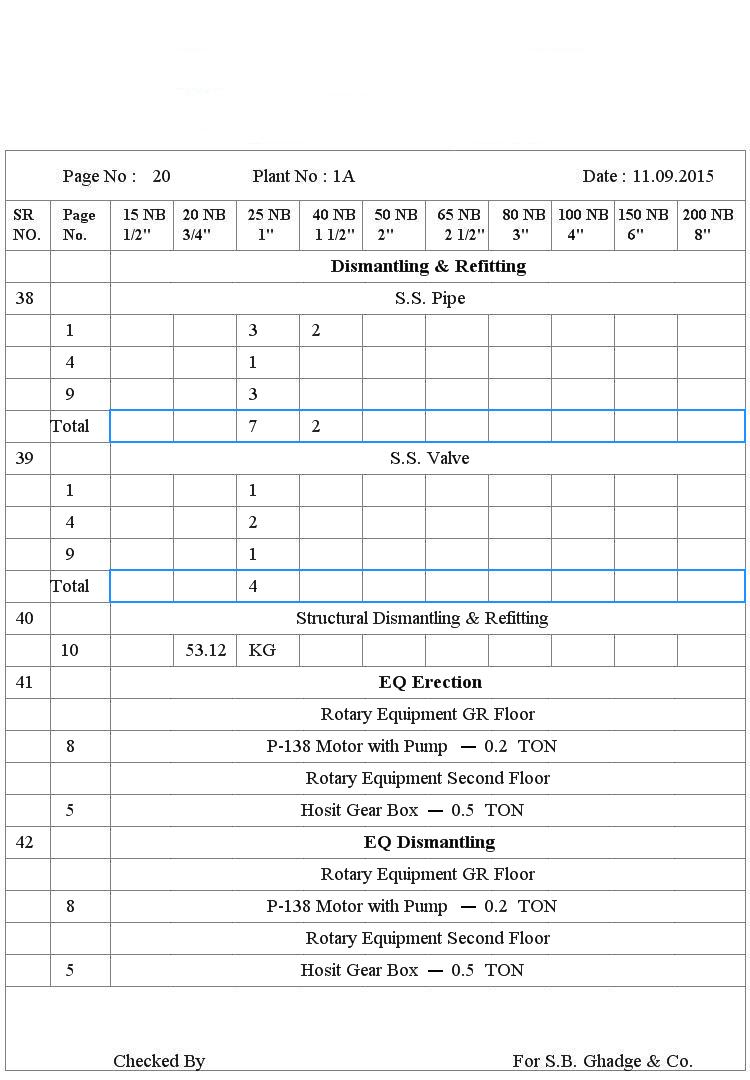 Page No : 20 Plant No : 1A Date : 11.09.2015
SR Page 15 NB 20 NB 25 NB 40 NB 50 NB 65 NB 80 NB 100 NB 150 NB 200 NB
NO. No. 1/2" 3/4" 1" 1 1/2" 2" 2 1/2" 3" 4" 6" 8"
Dismantling & Refitting
38 S.S. Pipe
1 3 2
4 1
9 3
Total 7 2
39 S.S. Valve
1 1
4 2
9 1
Total 4
40 Structural Dismantling & Refitting
10 53.12 KG
41 EQ Erection
Rotary Equipment GR Floor
8 P-138 Motor with Pump — 0.2 TON
Rotary Equipment Second Floor
5 Hosit Gear Box — 0.5 TON
42 EQ Dismantling
Rotary Equipment GR Floor
8 P-138 Motor with Pump — 0.2 TON
Rotary Equipment Second Floor
5 Hosit Gear Box — 0.5 TON
Checked By For S.B. Ghadge & Co.